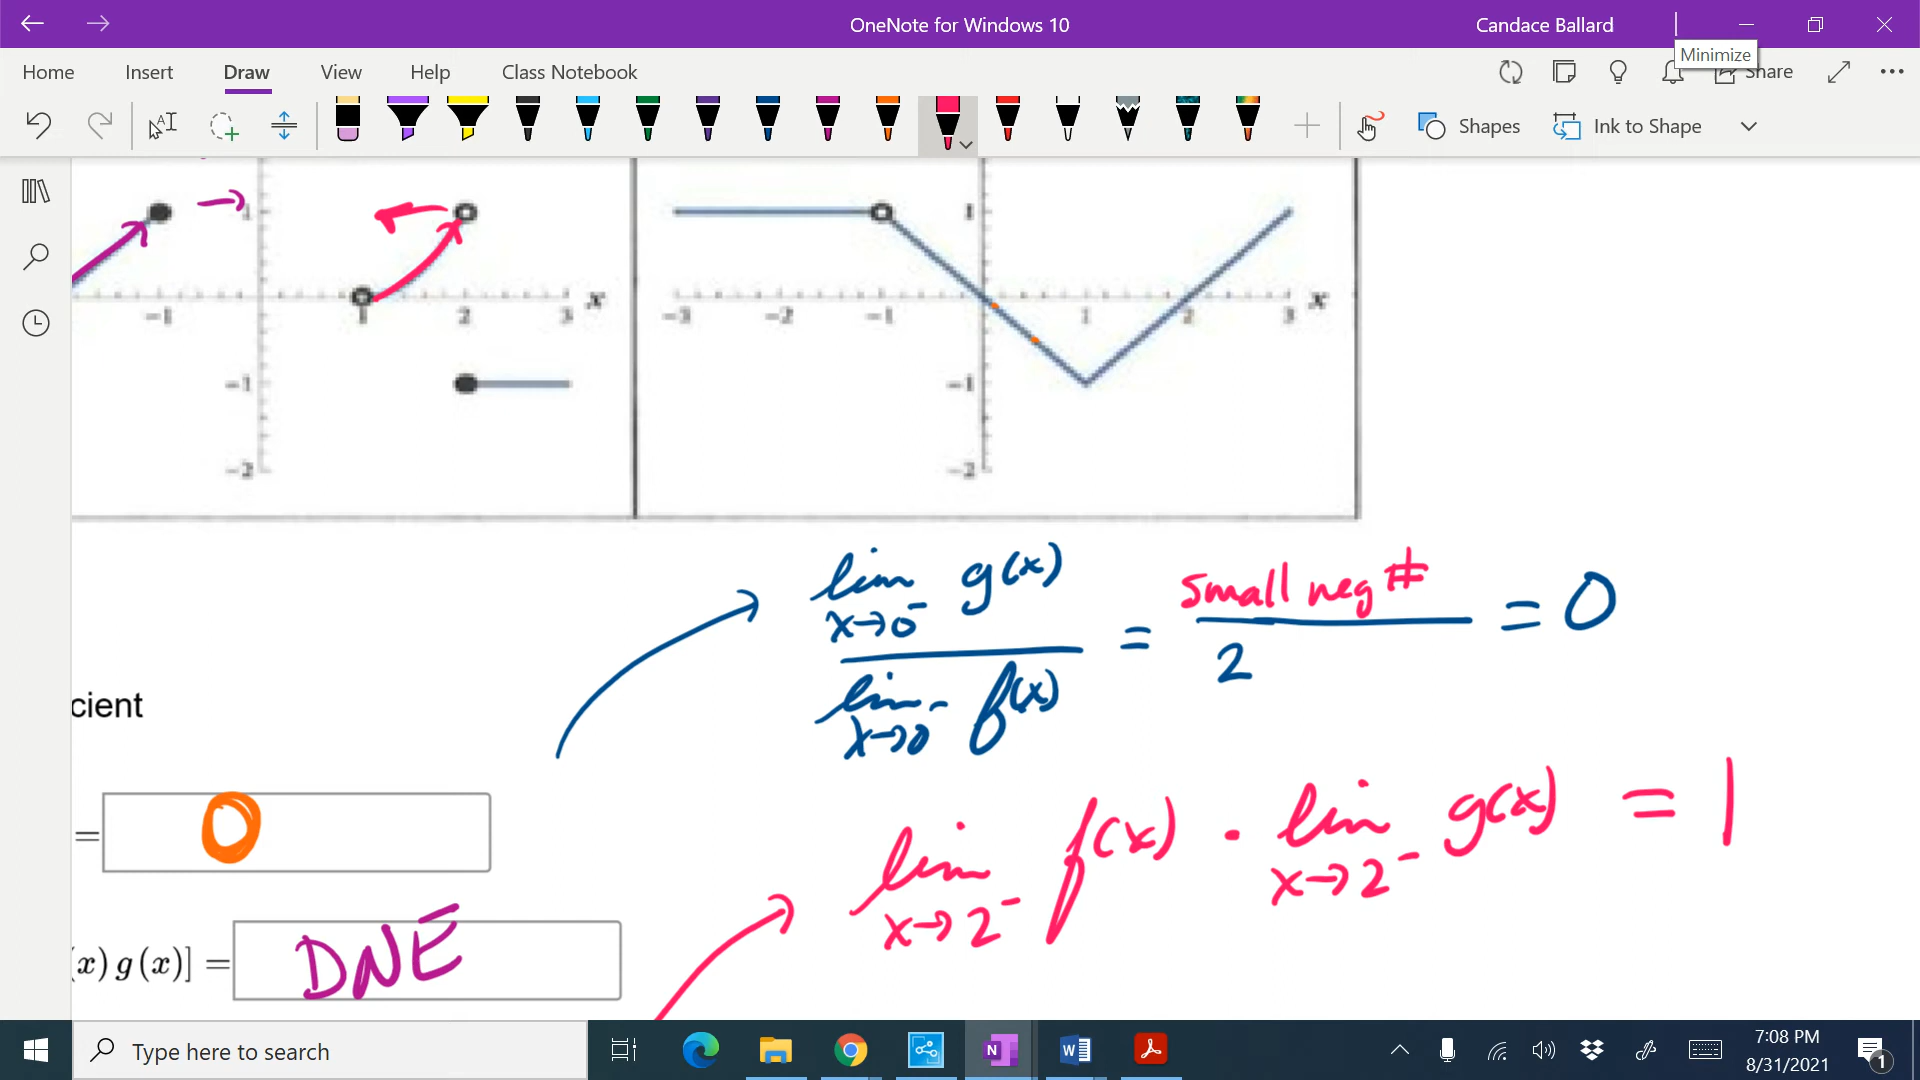 OneNote for Windows 10
Candace Ballard
Minimize
Home Insert Draw View Help Class Notebook
Share
Shapes Ink to Shape
1
1 2 3 x
-1
-1
-2
1
-3 -2 -1 1 2 3 x
-1
-2
lim g(x)
x→0⁻
lim f(x)
x→0⁻
= small neg # / 2 = 0
cient
= 0
lim f(x) · lim g(x) = 1
x→2⁻ x→2⁻
(x) g (x)] = DNE
Type here to search
7:08 PM
8/31/2021
1